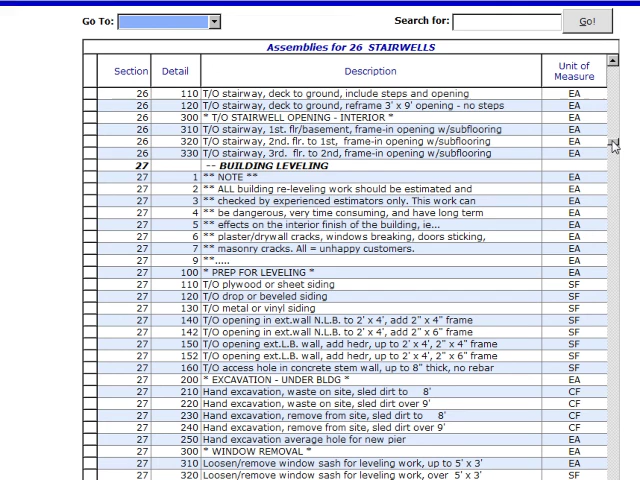 Go To: Search for: Go!
Assemblies for 26 STAIRWELLS
Section Detail Description Unit of Measure
26 110 T/O stairway, deck to ground, include steps and opening EA
26 120 T/O stairway, deck to ground, reframe 3' x 9' opening - no steps EA
26 300 * T/O STAIRWELL OPENING - INTERIOR * EA
26 310 T/O stairway, 1st. flr/basement, frame-in opening w/subflooring EA
26 320 T/O stairway, 2nd. flr. to 1st, frame-in opening w/subflooring EA
26 330 T/O stairway, 3rd. flr. to 2nd, frame-in opening w/subflooring EA
27 -- BUILDING LEVELING
27 1 ** NOTE ** EA
27 2 ** ALL building re-leveling work should be estimated and EA
27 3 ** checked by experienced estimators only. This work can EA
27 4 ** be dangerous, very time consuming, and have long term EA
27 5 ** effects on the interior finish of the building, ie... EA
27 6 ** plaster/drywall cracks, windows breaking, doors sticking, EA
27 7 ** masonry cracks. All = unhappy customers. EA
27 9 **..... EA
27 100 * PREP FOR LEVELING * EA
27 110 T/O plywood or sheet siding SF
27 120 T/O drop or beveled siding SF
27 130 T/O metal or vinyl siding SF
27 140 T/O opening in ext.wall N.L.B. to 2' x 4', add 2" x 4" frame SF
27 142 T/O opening in ext.wall N.L.B. to 2' x 4', add 2" x 6" frame SF
27 150 T/O opening ext.L.B. wall, add hedr, up to 2' x 4', 2" x 4" frame SF
27 152 T/O opening ext.L.B. wall, add hedr, up to 2' x 4', 2" x 6" frame SF
27 160 T/O access hole in concrete stem wall, up to 8" thick, no rebar SF
27 200 * EXCAVATION - UNDER BLDG * EA
27 210 Hand excavation, waste on site, sled dirt to 8' CF
27 220 Hand excavation, waste on site, sled dirt over 9' CF
27 230 Hand excavation, remove from site, sled dirt to 8' CF
27 240 Hand excavation, remove from site, sled dirt over 9' CF
27 250 Hand excavation average hole for new pier EA
27 300 * WINDOW REMOVAL * EA
27 310 Loosen/remove window sash for leveling work, up to 5' x 3' EA
27 320 Loosen/remove window sash for leveling work, over 5' x 3' SF